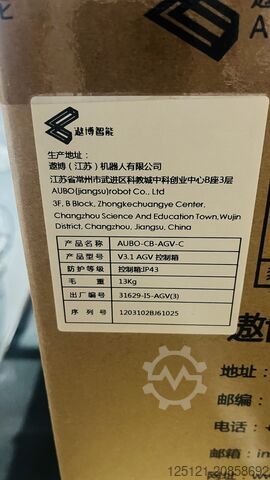 遨博智能
生产地址：
遨博（江苏）机器人有限公司
江苏省常州市武进区科教城中科创业中心B座3层
AUBO(jiangsu)robot Co., Ltd
3F, B Block, Zhongkechuangye Center,
Changzhou Science And Education Town,Wujin
District, Changzhou, Jiangsu, China
产品名称 AUBO-CB-AGV-C
产品型号 V3.1 AGV 控制箱
防护等级 控制箱:IP43
毛 重 13Kg
出厂编号 31629-I5-AGV(3)
序 列 号 1203102BJ61025
遨
地址：
邮编：
电话：
邮箱：in
网址：
125121-20858692